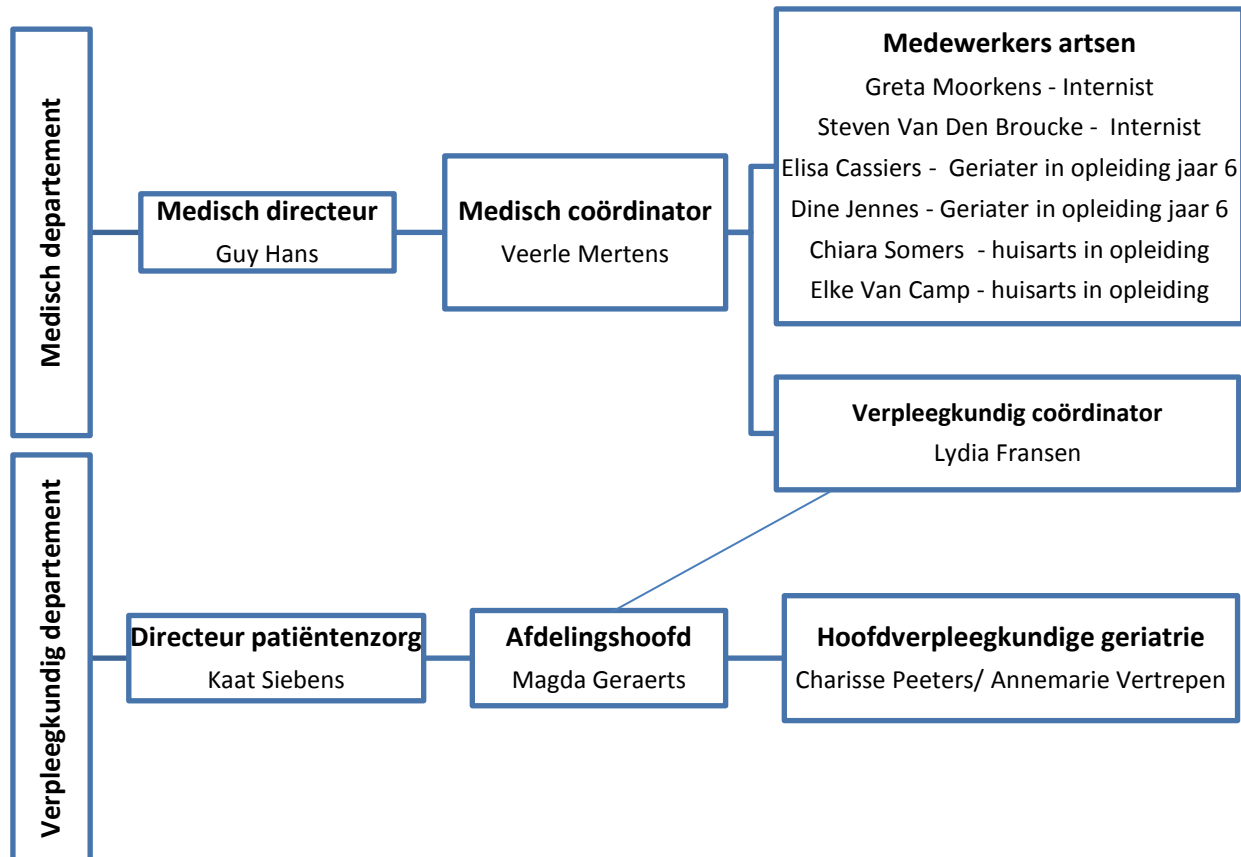 Medisch departement
Medisch directeur
Guy Hans
Medisch coördinator
Veerle Mertens
Medewerkers artsen
Greta Moorkens - Internist
Steven Van Den Broucke - Internist
Elisa Cassiers - Geriater in opleiding jaar 6
Dine Jennes - Geriater in opleiding jaar 6
Chiara Somers - huisarts in opleiding
Elke Van Camp - huisarts in opleiding
Verpleegkundig coördinator
Lydia Fransen
Verpleegkundig departement
Directeur patiëntenzorg
Kaat Siebens
Afdelingshoofd
Magda Geraerts
Hoofdverpleegkundige geriatrie
Charisse Peeters/ Annemarie Vertrepen